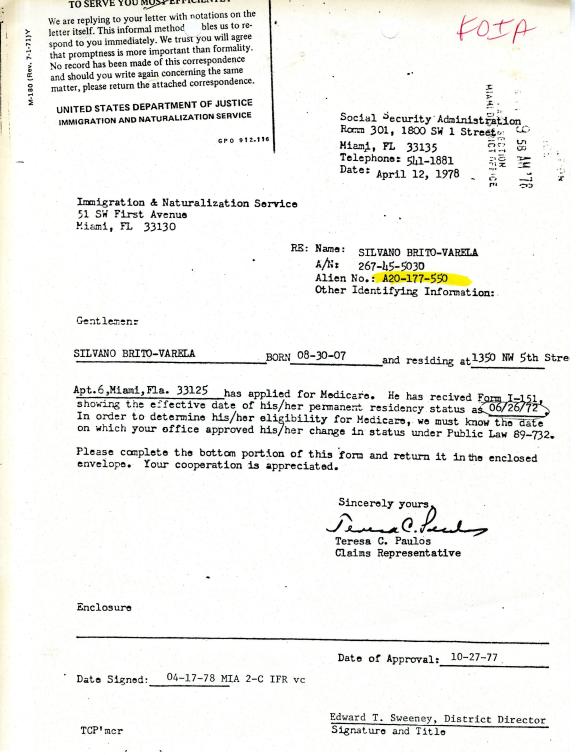 TO SERVE YOU MOST EFFICIENTLY
We are replying to your letter with notations on the
letter itself. This informal method bles us to re-
spond to you immediately. We trust you will agree
that promptness is more important than formality.
No record has been made of this correspondence
and should you write again concerning the same
matter, please return the attached correspondence.
UNITED STATES DEPARTMENT OF JUSTICE
IMMIGRATION AND NATURALIZATION SERVICE
GPO 912-116
M-180 (Rev. 7-1-71)Y
FOIA
Social Security Administration
Room 301, 1800 SW 1 Street
Miami, FL 33135
Telephone: 541-1881
Date: April 12, 1978
58 AM '78
Immigration & Naturalization Service
51 SW First Avenue
Miami, FL 33130
RE: Name: SILVANO BRITO-VARELA
A/N: 267-45-5030
Alien No.: A20-177-550
Other Identifying Information:
Gentlemen:
SILVANO BRITO-VARELA BORN 08-30-07 and residing at 1350 NW 5th Stre
Apt.6,Miami,Fla. 33125 has applied for Medicare. He has recived Form I-151,
showing the effective date of his/her permanent residency status as 06/26/72.
In order to determine his/her eligibility for Medicare, we must know the date
on which your office approved his/her change in status under Public Law 89-732.
Please complete the bottom portion of this form and return it in the enclosed
envelope. Your cooperation is appreciated.
Sincerely yours,
Teresa C. Paulos
Teresa C. Paulos
Claims Representative
Enclosure
Date of Approval: 10-27-77
Date Signed: 04-17-78 MIA 2-C IFR vc
Edward T. Sweeney, District Director
Signature and Title
TCP'mcr